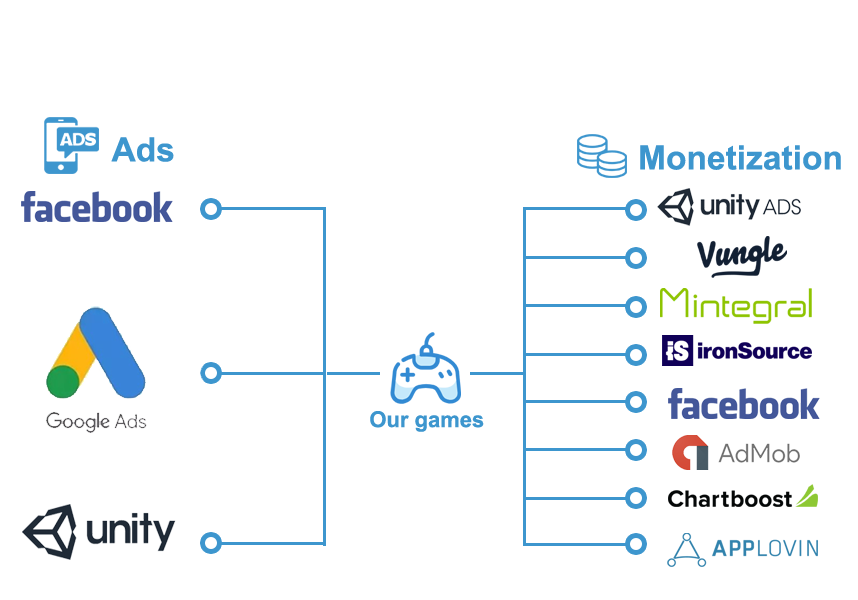 ADS
Ads
facebook
Google Ads
unity
Our games
Monetization
unity ADS
Vungle
Mintegral
iS ironSource
facebook
AdMob
Chartboost
APPLOVIN